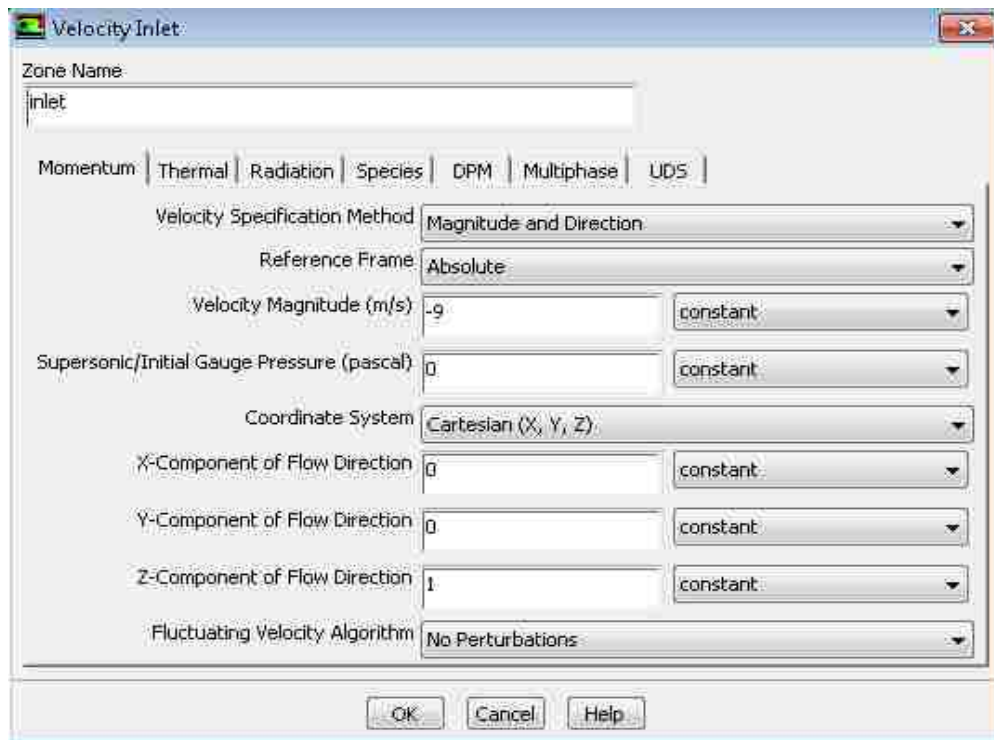 Velocity Inlet
Zone Name
inlet
Momentum Thermal Radiation Species DPM Multiphase UDS
Velocity Specification Method Magnitude and Direction
Reference Frame Absolute
Velocity Magnitude (m/s) -9 constant
Supersonic/Initial Gauge Pressure (pascal) 0 constant
Coordinate System Cartesian (X, Y, Z)
X-Component of Flow Direction 0 constant
Y-Component of Flow Direction 0 constant
Z-Component of Flow Direction 1 constant
Fluctuating Velocity Algorithm No Perturbations
OK Cancel Help